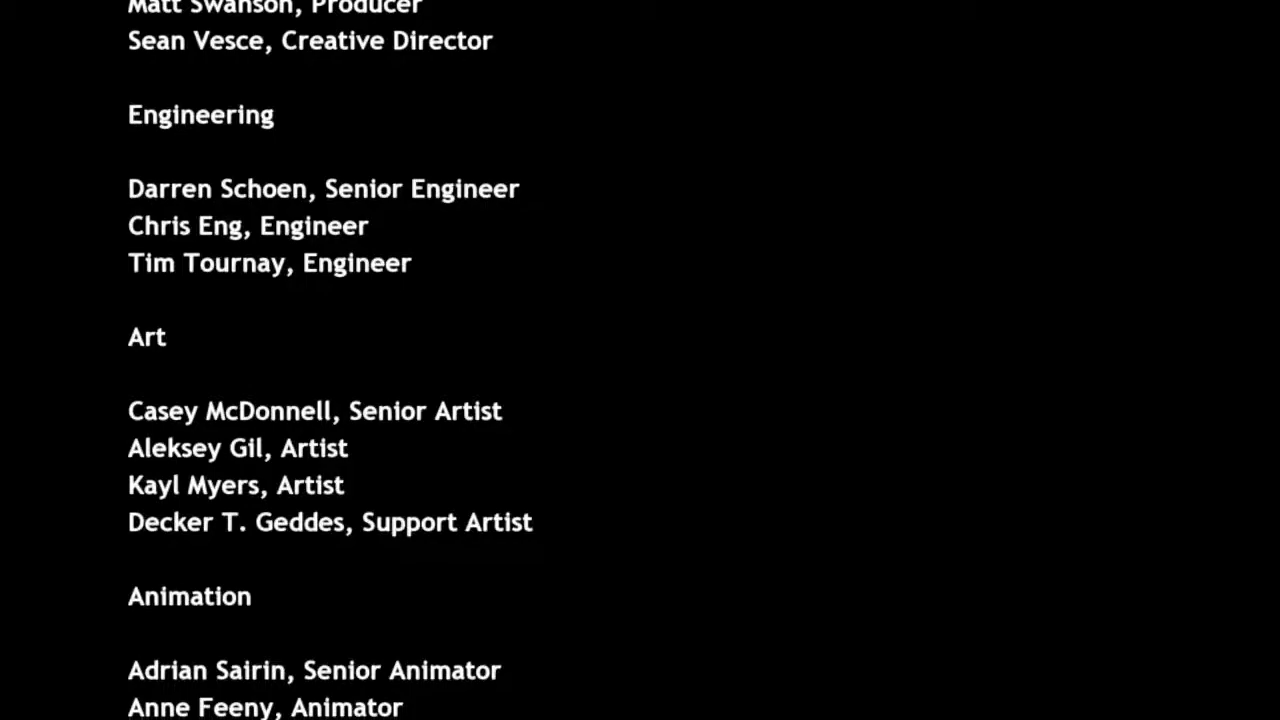 Matt Swanson, Producer
Sean Vesce, Creative Director
Engineering
Darren Schoen, Senior Engineer
Chris Eng, Engineer
Tim Tournay, Engineer
Art
Casey McDonnell, Senior Artist
Aleksey Gil, Artist
Kayl Myers, Artist
Decker T. Geddes, Support Artist
Animation
Adrian Sairin, Senior Animator
Anne Feeny, Animator